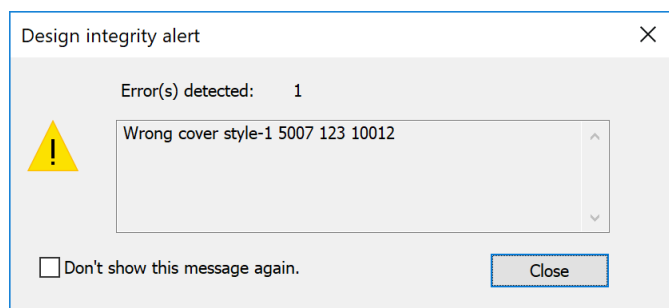 Design integrity alert
Error(s) detected: 1
Wrong cover style-1 5007 123 10012
Don't show this message again.
Close